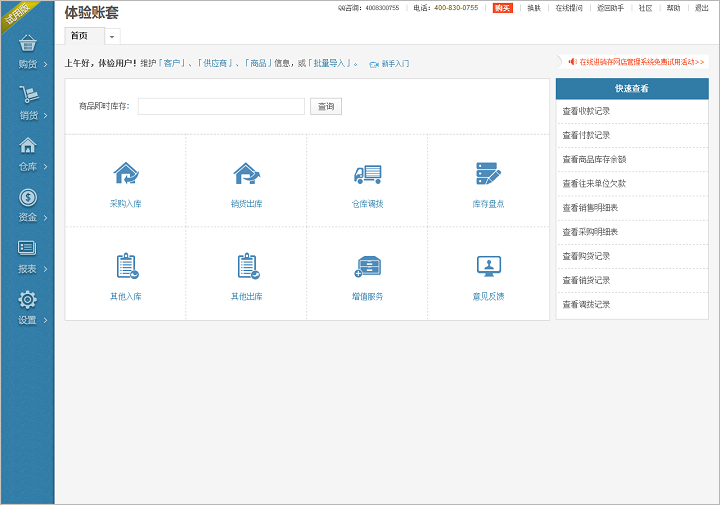 试用版
体验账套
QQ咨询：4008300755 | 电话：400-830-0755 | 购买 | 换肤 | 在线提问 | 返回助手 | 社区 | 帮助 | 退出
首页
上午好，体验用户！维护「客户」、「供应商」、「商品」信息，或「批量导入」。 新手入门
在线进销存网店管理系统免费试用活动>>
购货
销货
仓库
资金
报表
设置
商品即时库存：
查询
采购入库
销货出库
仓库调拨
库存盘点
其他入库
其他出库
增值服务
意见反馈
快速查看
查看收款记录
查看付款记录
查看商品库存余额
查看往来单位欠款
查看销售明细表
查看采购明细表
查看购货记录
查看销货记录
查看调拨记录